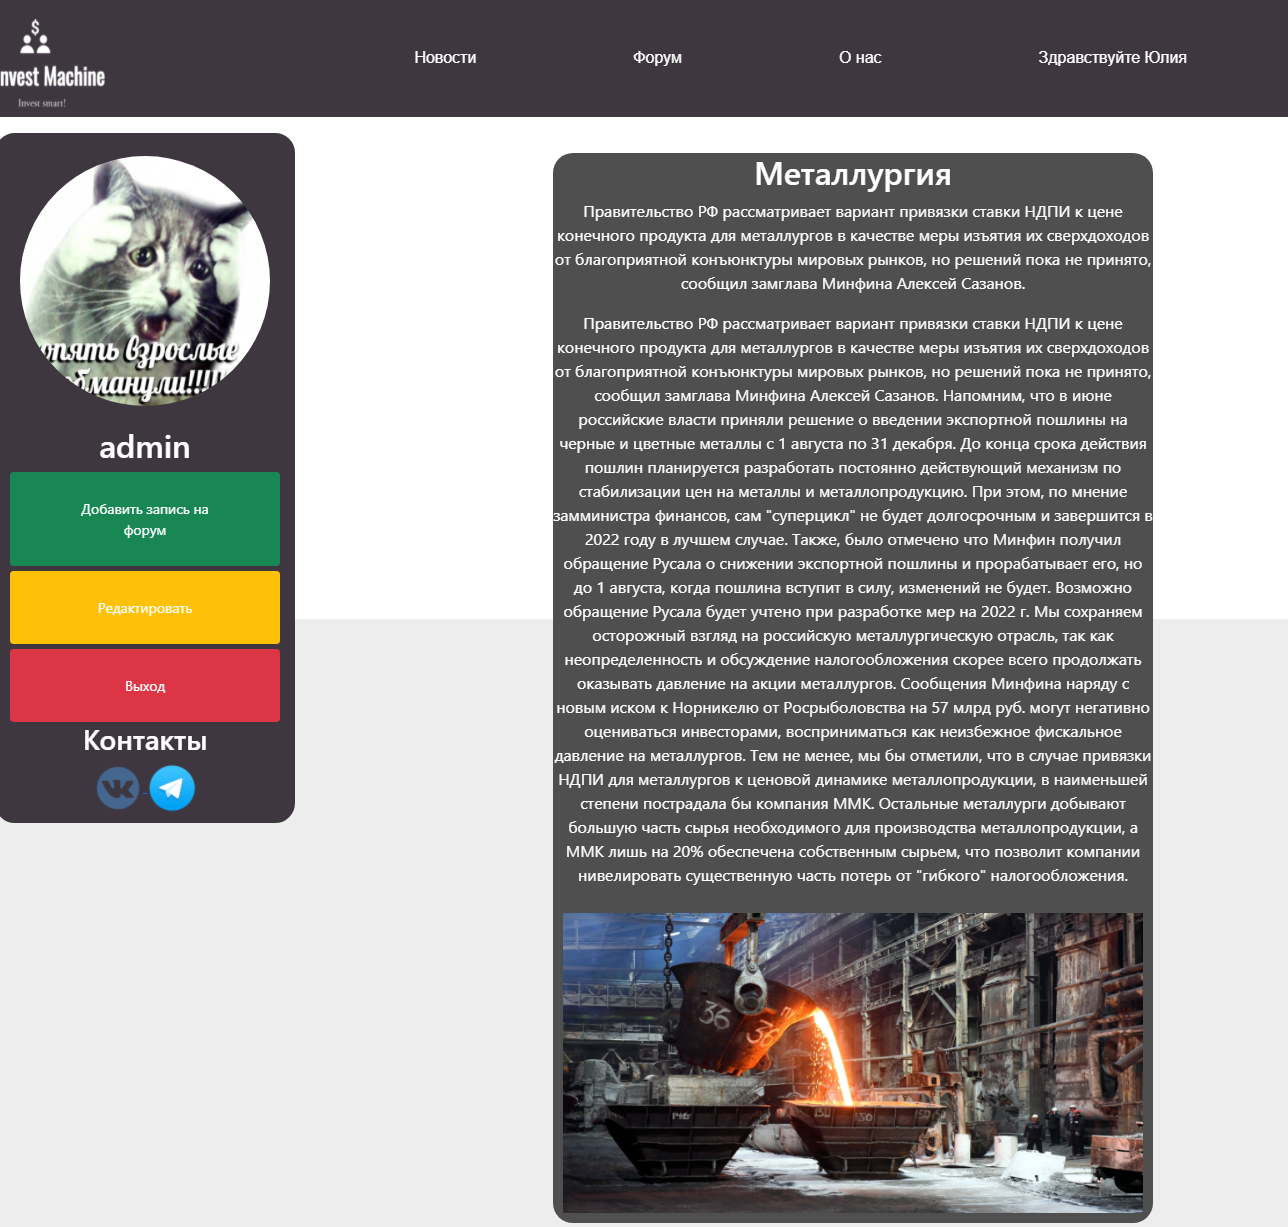 nvest Machine
Invest smart!
Новости
Форум
О нас
Здравствуйте Юлия
опять взрослые
обманули!!!!!
admin
Добавить запись на
форум
Редактировать
Выход
Контакты
Металлургия
Правительство РФ рассматривает вариант привязки ставки НДПИ к цене
конечного продукта для металлургов в качестве меры изъятия их сверхдоходов
от благоприятной конъюнктуры мировых рынков, но решений пока не принято,
сообщил замглава Минфина Алексей Сазанов.
Правительство РФ рассматривает вариант привязки ставки НДПИ к цене
конечного продукта для металлургов в качестве меры изъятия их сверхдоходов
от благоприятной конъюнктуры мировых рынков, но решений пока не принято,
сообщил замглава Минфина Алексей Сазанов. Напомним, что в июне
российские власти приняли решение о введении экспортной пошлины на
черные и цветные металлы с 1 августа по 31 декабря. До конца срока действия
пошлин планируется разработать постоянно действующий механизм по
стабилизации цен на металлы и металлопродукцию. При этом, по мнение
замминистра финансов, сам "суперцикл" не будет долгосрочным и завершится в
2022 году в лучшем случае. Также, было отмечено что Минфин получил
обращение Русала о снижении экспортной пошлины и прорабатывает его, но
до 1 августа, когда пошлина вступит в силу, изменений не будет. Возможно
обращение Русала будет учтено при разработке мер на 2022 г. Мы сохраняем
осторожный взгляд на российскую металлургическую отрасль, так как
неопределенность и обсуждение налогообложения скорее всего продолжать
оказывать давление на акции металлургов. Сообщения Минфина наряду с
новым иском к Норникелю от Росрыболовства на 57 млрд руб. могут негативно
оцениваться инвесторами, восприниматься как неизбежное фискальное
давление на металлургов. Тем не менее, мы бы отметили, что в случае привязки
НДПИ для металлургов к ценовой динамике металлопродукции, в наименьшей
степени пострадала бы компания ММК. Остальные металлурги добывают
большую часть сырья необходимого для производства металлопродукции, а
ММК лишь на 20% обеспечена собственным сырьем, что позволит компании
нивелировать существенную часть потерь от "гибкого" налогообложения.
36
36
146
150
150